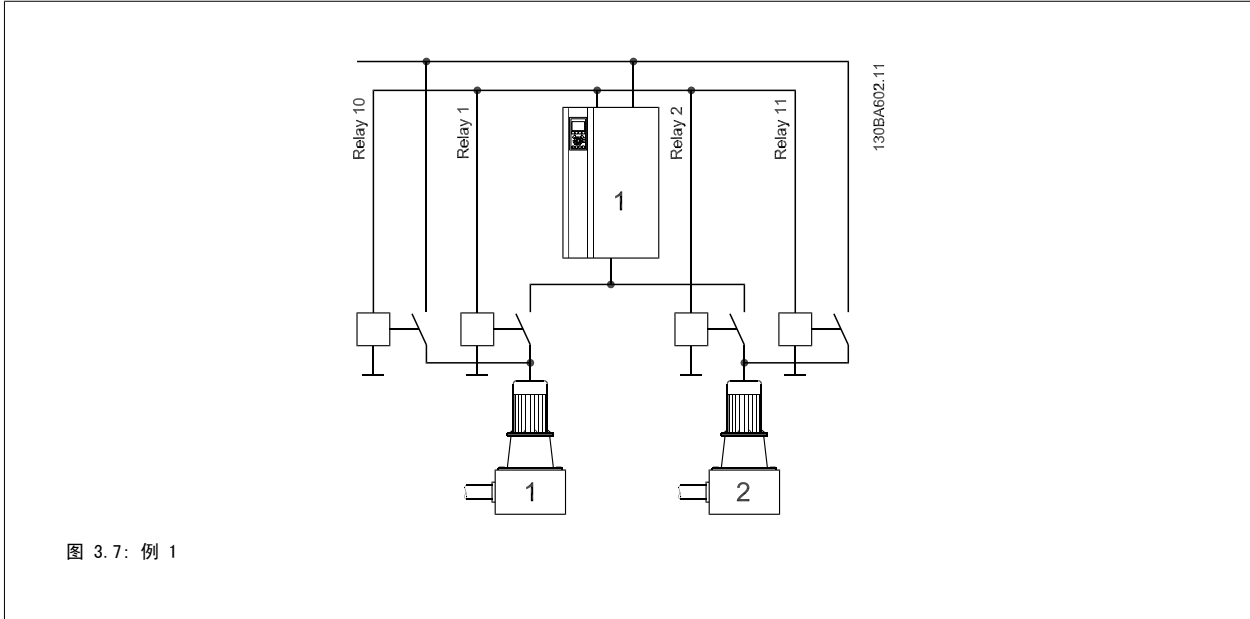 Relay 10
Relay 1
Relay 2
Relay 11
130BA602.11
1
1
2
图 3.7: 例 1